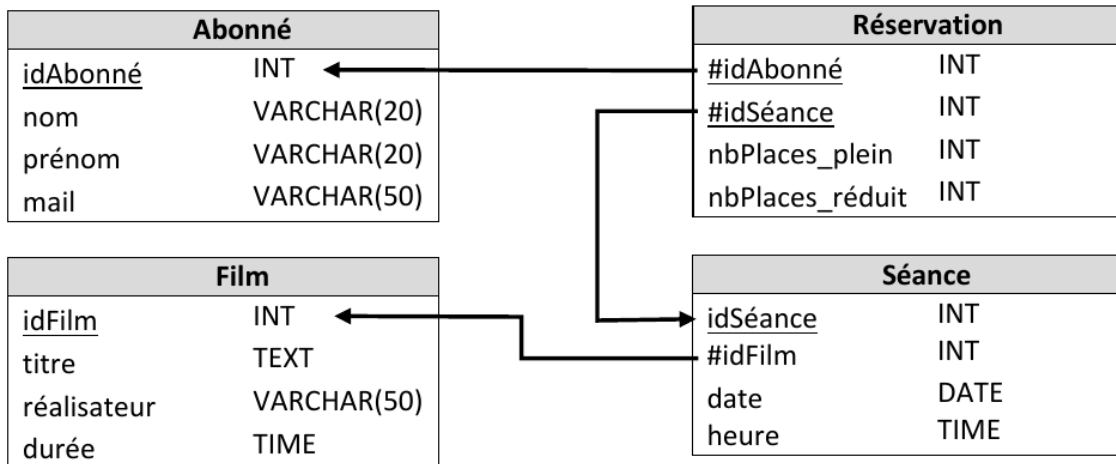 Abonné
idAbonné INT
nom VARCHAR(20)
prénom VARCHAR(20)
mail VARCHAR(50)
Réservation
#idAbonné INT
#idSéance INT
nbPlaces_plein INT
nbPlaces_réduit INT
Film
idFilm INT
titre TEXT
réalisateur VARCHAR(50)
durée TIME
Séance
idSéance INT
#idFilm INT
date DATE
heure TIME